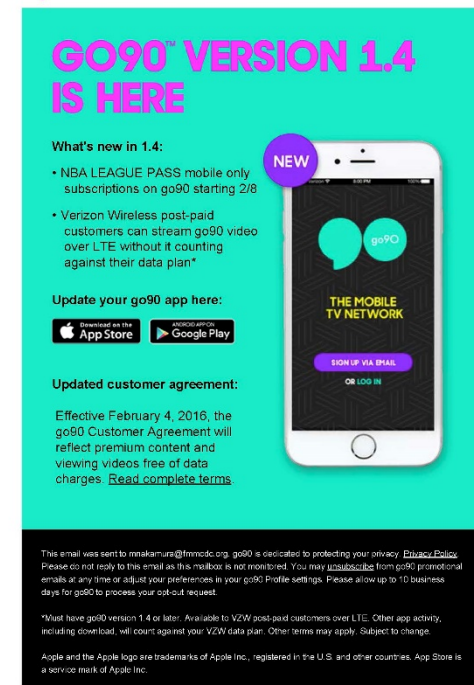 GO90™ VERSION 1.4
IS HERE
What's new in 1.4:
• NBA LEAGUE PASS mobile only
subscriptions on go90 starting 2/8
• Verizon Wireless post-paid
customers can stream go90 video
over LTE without it counting
against their data plan*
Update your go90 app here:
Download on the
App Store
ANDROID APP ON
Google Play
Updated customer agreement:
Effective February 4, 2016, the
go90 Customer Agreement will
reflect premium content and
viewing videos free of data
charges. Read complete terms.
NEW
Verizon
5:00 PM
100%
go90
THE MOBILE
TV NETWORK
SIGN UP VIA EMAIL
OR LOG IN
This email was sent to mnakamura@fmmcdc.org. go90 is dedicated to protecting your privacy. Privacy Policy.
Please do not reply to this email as this mailbox is not monitored. You may unsubscribe from go90 promotional
emails at any time or adjust your preferences in your go90 Profile settings. Please allow up to 10 business
days for go90 to process your opt-out request.
*Must have go90 version 1.4 or later. Available to VZW post-paid customers over LTE. Other app activity,
including download, will count against your VZW data plan. Other terms may apply. Subject to change.
Apple and the Apple logo are trademarks of Apple Inc., registered in the U.S. and other countries. App Store is
a service mark of Apple Inc.